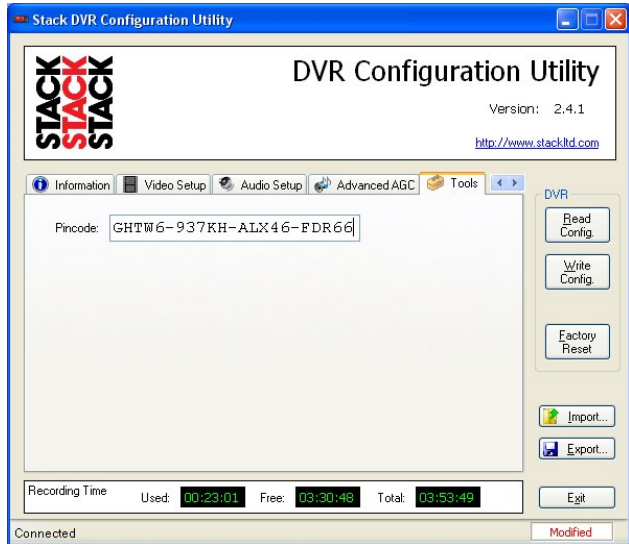 Stack DVR Configuration Utility
STACK STACK STACK
DVR Configuration Utility
Version: 2.4.1
http://www.stackltd.com
Information Video Setup Audio Setup Advanced AGC Tools
DVR
Pincode: GHTW6-937KH-ALX46-FDR66
Read
Config.
Write
Config.
Factory
Reset
Import...
Export...
Recording Time
Used: 00:23:01 Free: 03:30:48 Total: 03:53:49
Exit
Connected
Modified